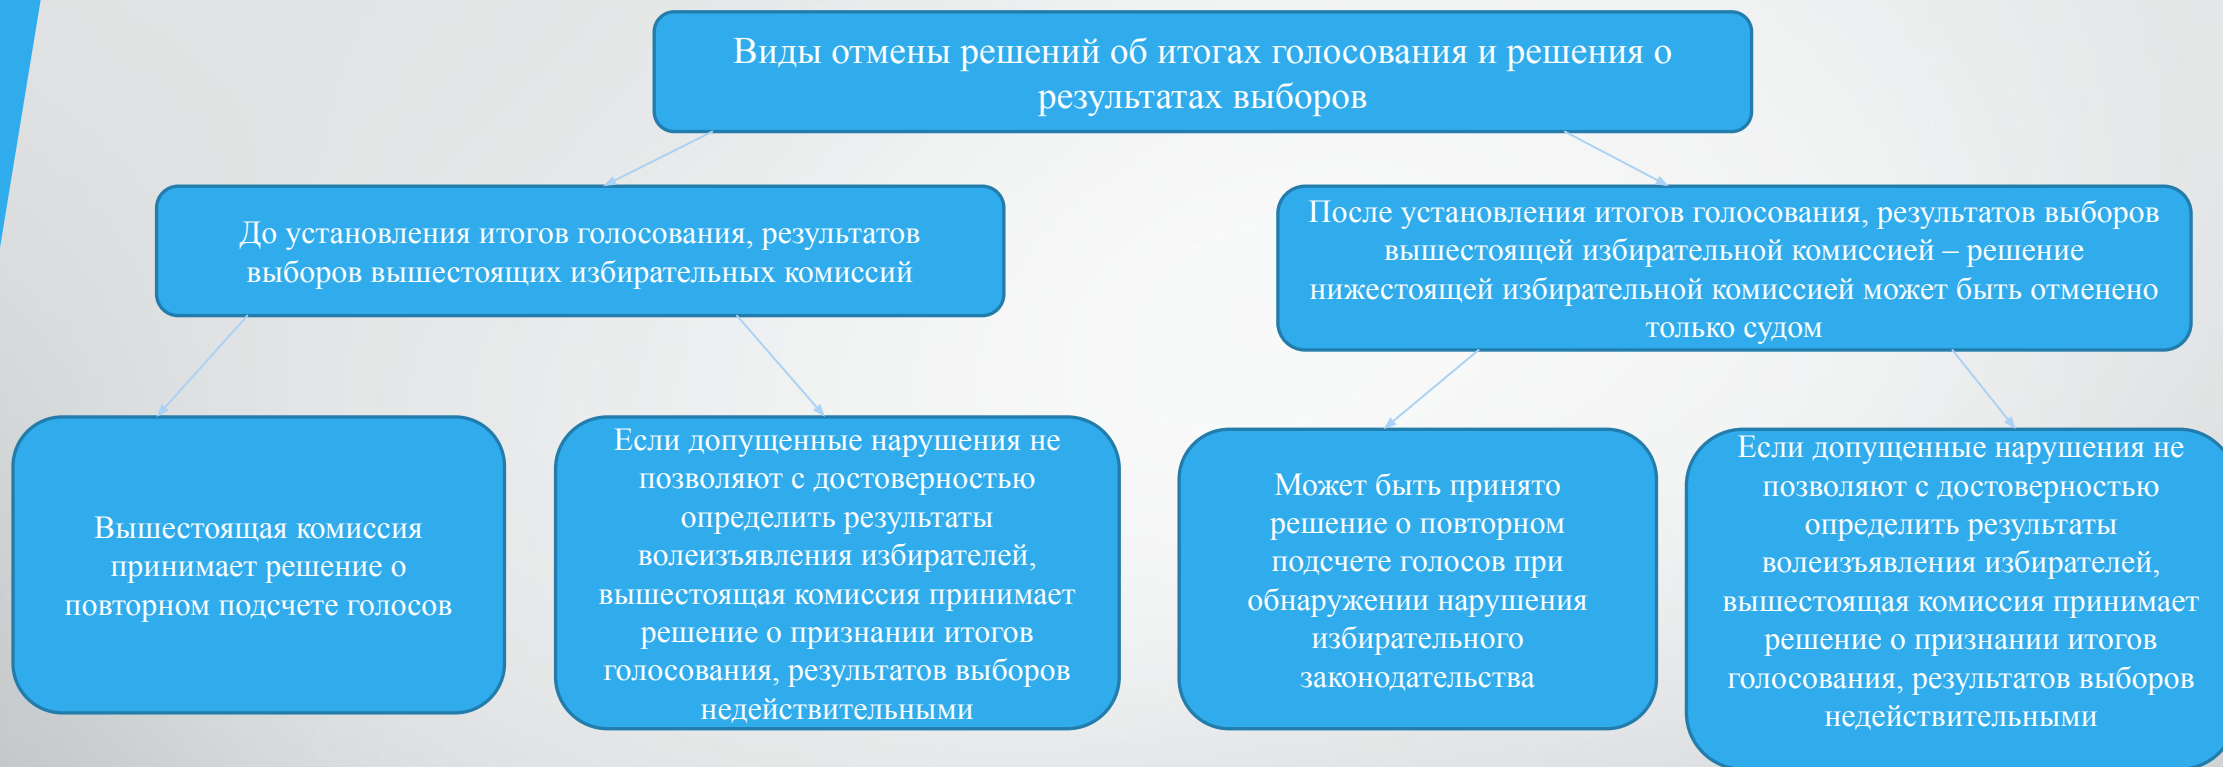 Виды отмены решений об итогах голосования и решения о
результатах выборов
До установления итогов голосования, результатов
выборов вышестоящих избирательных комиссий
После установления итогов голосования, результатов выборов
вышестоящей избирательной комиссией – решение
нижестоящей избирательной комиссией может быть отменено
только судом
Вышестоящая комиссия
принимает решение о
повторном подсчете голосов
Если допущенные нарушения не
позволяют с достоверностью
определить результаты
волеизъявления избирателей,
вышестоящая комиссия принимает
решение о признании итогов
голосования, результатов выборов
недействительными
Может быть принято
решение о повторном
подсчете голосов при
обнаружении нарушения
избирательного
законодательства
Если допущенные нарушения не
позволяют с достоверностью
определить результаты
волеизъявления избирателей,
вышестоящая комиссия принимает
решение о признании итогов
голосования, результатов выборов
недействительными